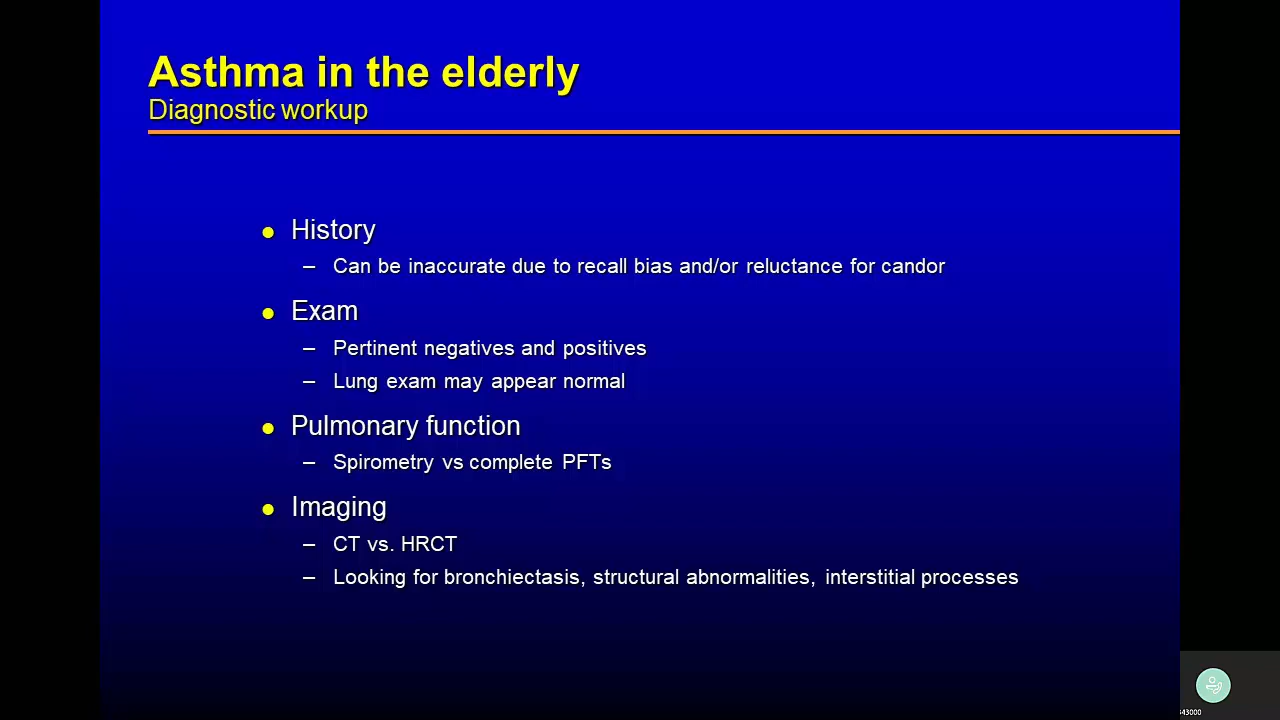 Asthma in the elderly
Diagnostic workup
● History
– Can be inaccurate due to recall bias and/or reluctance for candor
● Exam
– Pertinent negatives and positives
– Lung exam may appear normal
● Pulmonary function
– Spirometry vs complete PFTs
● Imaging
– CT vs. HRCT
– Looking for bronchiectasis, structural abnormalities, interstitial processes
43000